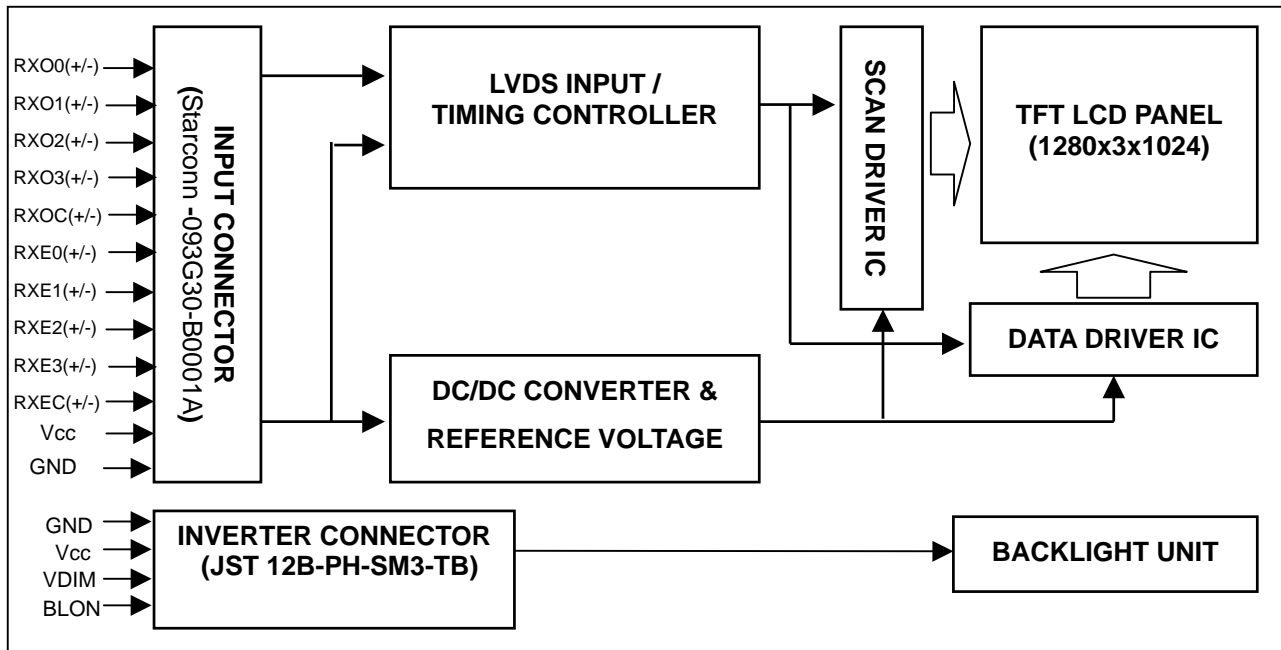 RXO0(+/-)
RXO1(+/-)
RXO2(+/-)
RXO3(+/-)
RXOC(+/-)
RXE0(+/-)
RXE1(+/-)
RXE2(+/-)
RXE3(+/-)
RXEC(+/-)
Vcc
GND
INPUT CONNECTOR
(Starconn -093G30-B0001A)
LVDS INPUT /
TIMING CONTROLLER
SCAN DRIVER IC
TFT LCD PANEL
(1280x3x1024)
DATA DRIVER IC
DC/DC CONVERTER &
REFERENCE VOLTAGE
GND
Vcc
VDIM
BLON
INVERTER CONNECTOR
(JST 12B-PH-SM3-TB)
BACKLIGHT UNIT